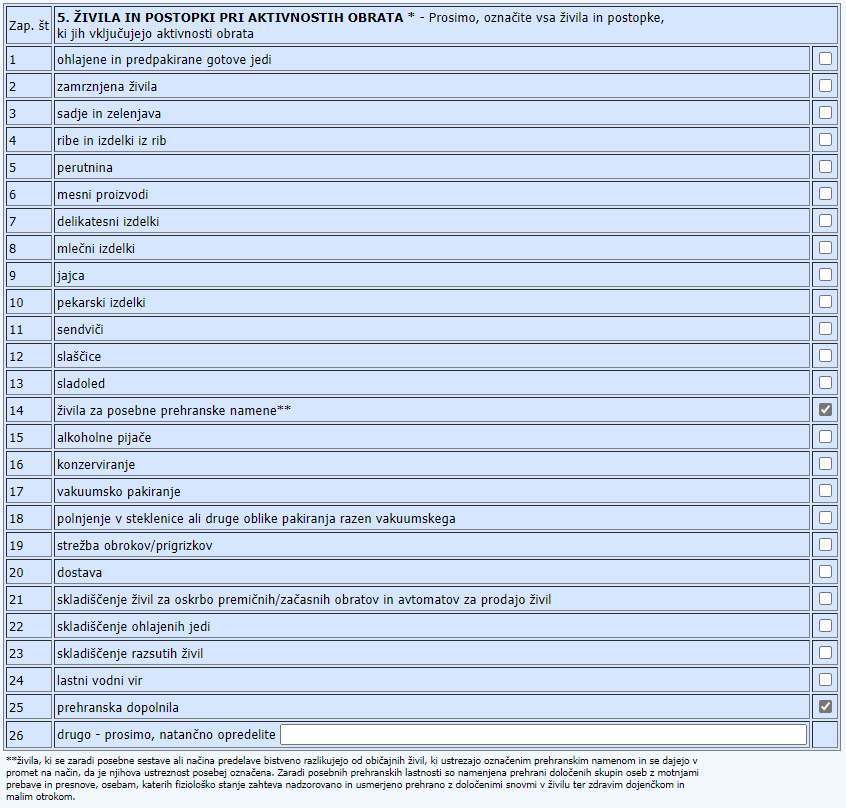 Zap. št
5. ŽIVILA IN POSTOPKI PRI AKTIVNOSTIH OBRATA * - Prosimo, označite vsa živila in postopke,
ki jih vključujejo aktivnosti obrata
1 ohlajene in predpakirane gotove jedi
2 zamrznjena živila
3 sadje in zelenjava
4 ribe in izdelki iz rib
5 perutnina
6 mesni proizvodi
7 delikatesni izdelki
8 mlečni izdelki
9 jajca
10 pekarski izdelki
11 sendviči
12 slaščice
13 sladoled
14 živila za posebne prehranske namene**
15 alkoholne pijače
16 konzerviranje
17 vakuumsko pakiranje
18 polnjenje v steklenice ali druge oblike pakiranja razen vakuumskega
19 strežba obrokov/prigrizkov
20 dostava
21 skladiščenje živil za oskrbo premičnih/začasnih obratov in avtomatov za prodajo živil
22 skladiščenje ohlajenih jedi
23 skladiščenje razsutih živil
24 lastni vodni vir
25 prehranska dopolnila
26 drugo - prosimo, natančno opredelite
**živila, ki se zaradi posebne sestave ali načina predelave bistveno razlikujejo od običajnih živil, ki ustrezajo označenim prehranskim namenom in se dajejo v
promet na način, da je njihova ustreznost posebej označena. Zaradi posebnih prehranskih lastnosti so namenjena prehrani določenih skupin oseb z motnjami
prebave in presnove, osebam, katerih fiziološko stanje zahteva nadzorovano in usmerjeno prehrano z določenimi snovmi v živilu ter zdravim dojenčkom in
malim otrokom.